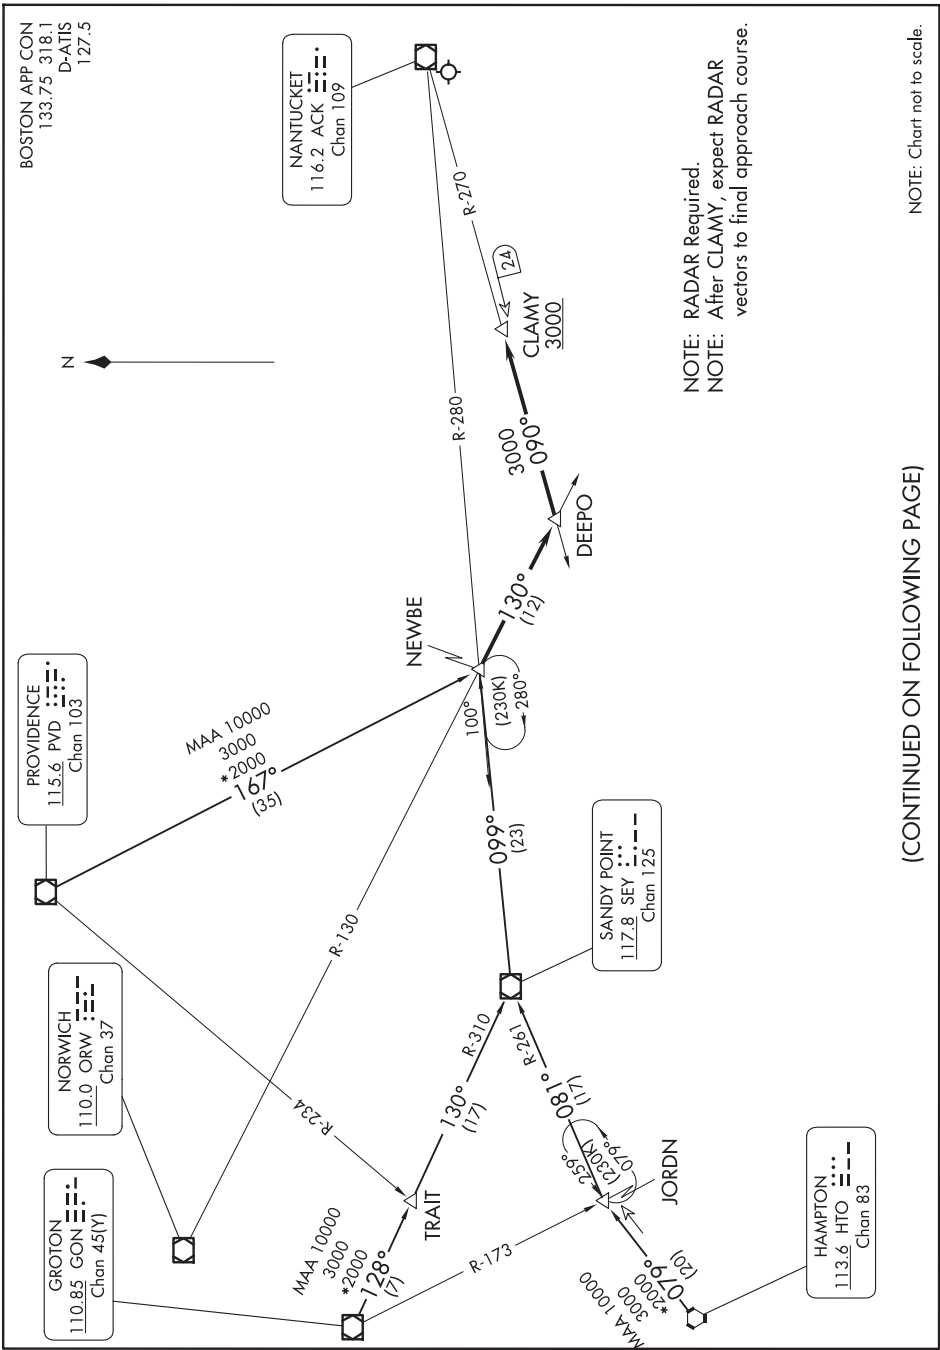 BOSTON APP CON
133.75 318.1
D-ATIS
127.5
NANTUCKET
116.2 ACK
Chan 109
N
PROVIDENCE
115.6 PVD
Chan 103
NORWICH
110.0 ORW
Chan 37
GROTON
110.85 GON
Chan 45(Y)
MAA 10000
3000
*2000
167°
(35)
R-234
R-130
R-280
R-270
24
CLAMY
3000
3000
090°
DEEPO
130°
(12)
NEWBE
100°
(230K)
280°
099°
(23)
SANDY POINT
117.8 SEY
Chan 125
MAA 10000
3000
*2000
128°
(7)
TRAIT
130°
(17)
R-310
R-173
R-261
081°
(17)
259°
(230K)
079°
JORDN
MAA 10000
3000
*2000
079°
(20)
HAMPTON
113.6 HTO
Chan 83
NOTE: RADAR Required.
NOTE: After CLAMY, expect RADAR
vectors to final approach course.
NOTE: Chart not to scale.
(CONTINUED ON FOLLOWING PAGE)